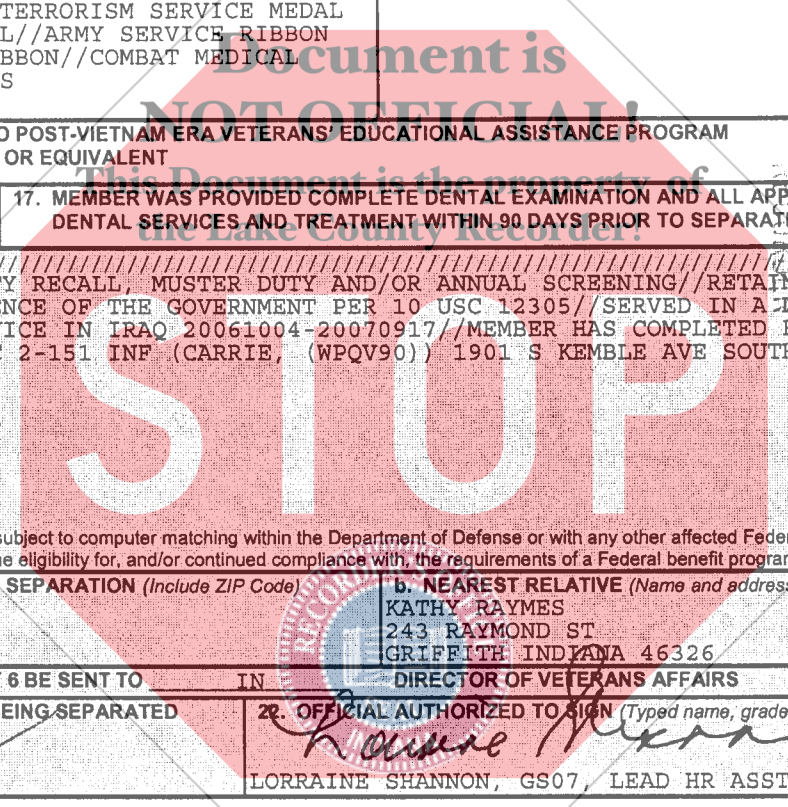 TERRORISM SERVICE MEDAL
L//ARMY SERVICE RIBBON
BBON//COMBAT MEDICAL
S
Document is
NOT OFFICIAL!
This Document is the property of
the Lake County Recorder!
O POST-VIETNAM ERA VETERANS' EDUCATIONAL ASSISTANCE PROGRAM
OR EQUIVALENT
17. MEMBER WAS PROVIDED COMPLETE DENTAL EXAMINATION AND ALL APP
DENTAL SERVICES AND TREATMENT WITHIN 90 DAYS PRIOR TO SEPARAT
Y RECALL, MUSTER DUTY AND/OR ANNUAL SCREENING//RETAIN
ENCE OF THE GOVERNMENT PER 10 USC 12305//SERVED IN A
ICE IN IRAQ 20061004-20070917//MEMBER HAS COMPLETED
2-151 INF (CARRIE, (WPQV90)) 1901 S KEMBLE AVE SOUTH
STOP
subject to computer matching within the Department of Defense or with any other affected Feder
e eligibility for, and/or continued compliance with, the requirements of a Federal benefit program
SEPARATION (Include ZIP Code)
b. NEAREST RELATIVE (Name and address
KATHY RAYMES
243 RAYMOND ST
GRIFFITH INDIANA 46326
6 BE SENT TO IN DIRECTOR OF VETERANS AFFAIRS
EING SEPARATED
22. OFFICIAL AUTHORIZED TO SIGN (Typed name, grade
LORRAINE SHANNON, GS07, LEAD HR ASST